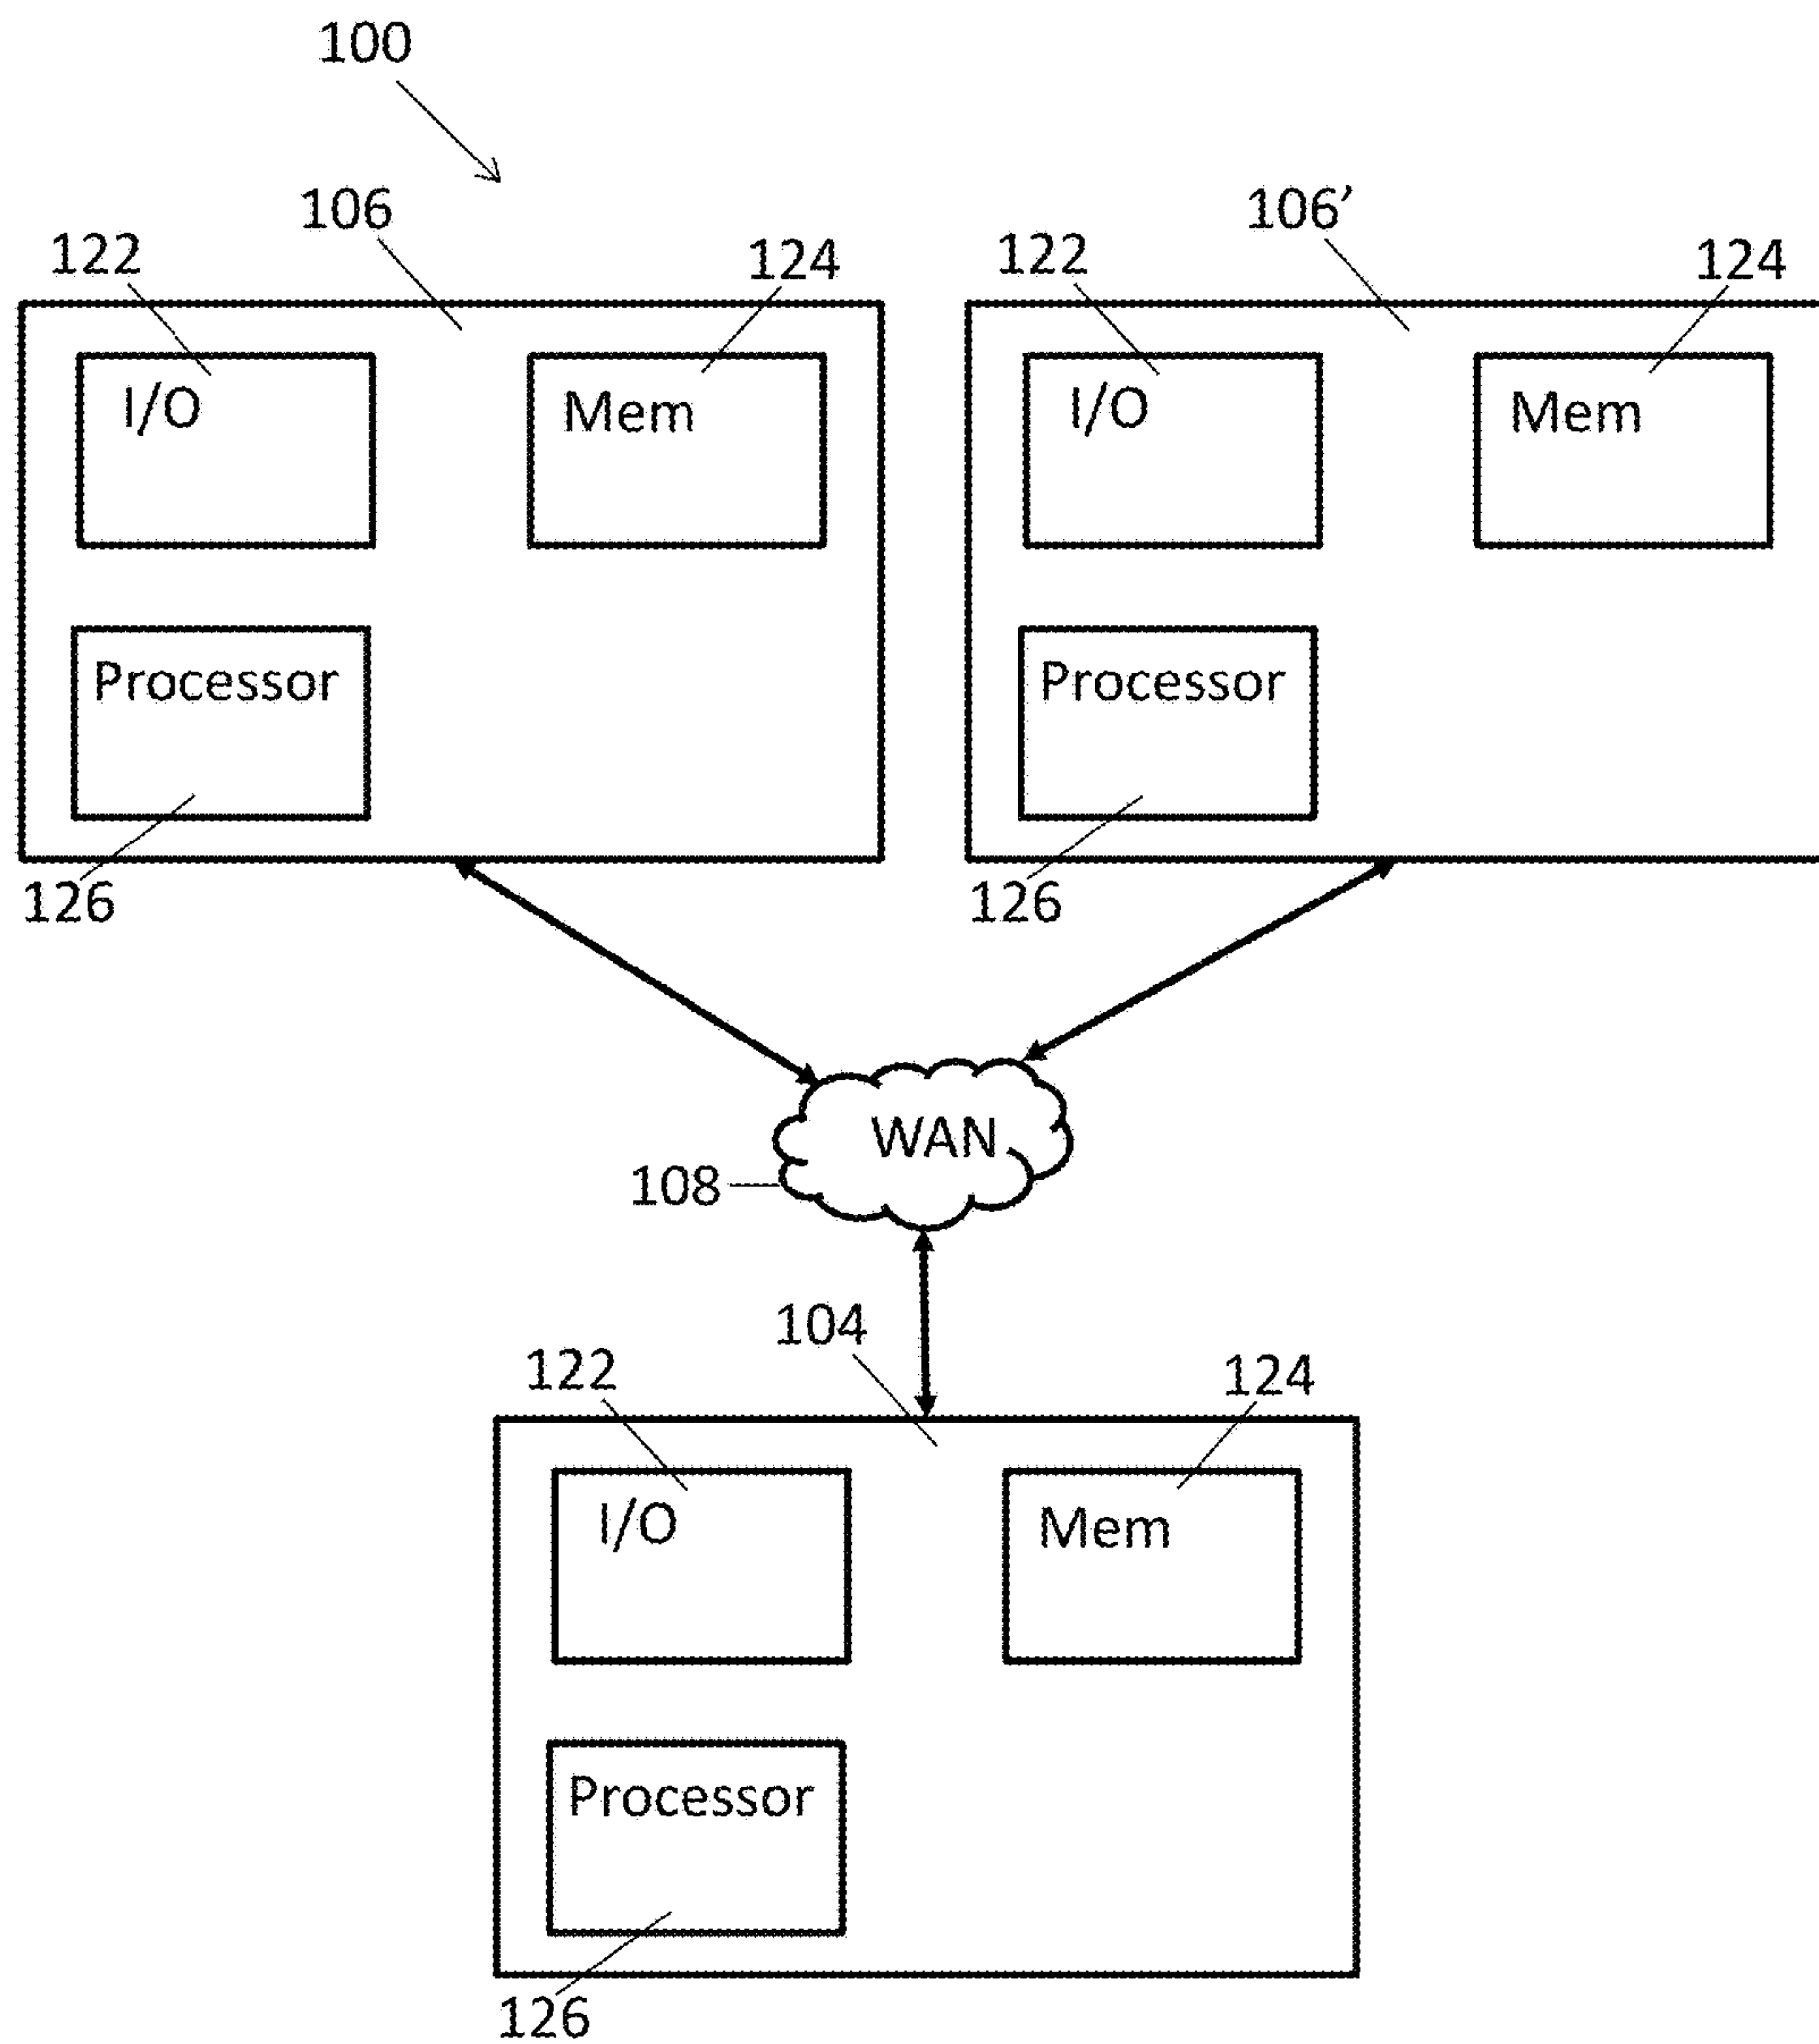 100
106
106’
122
124
122
124
I/O
Mem
I/O
Mem
Processor
Processor
126
126
WAN
108
104
122
124
I/O
Mem
Processor
126